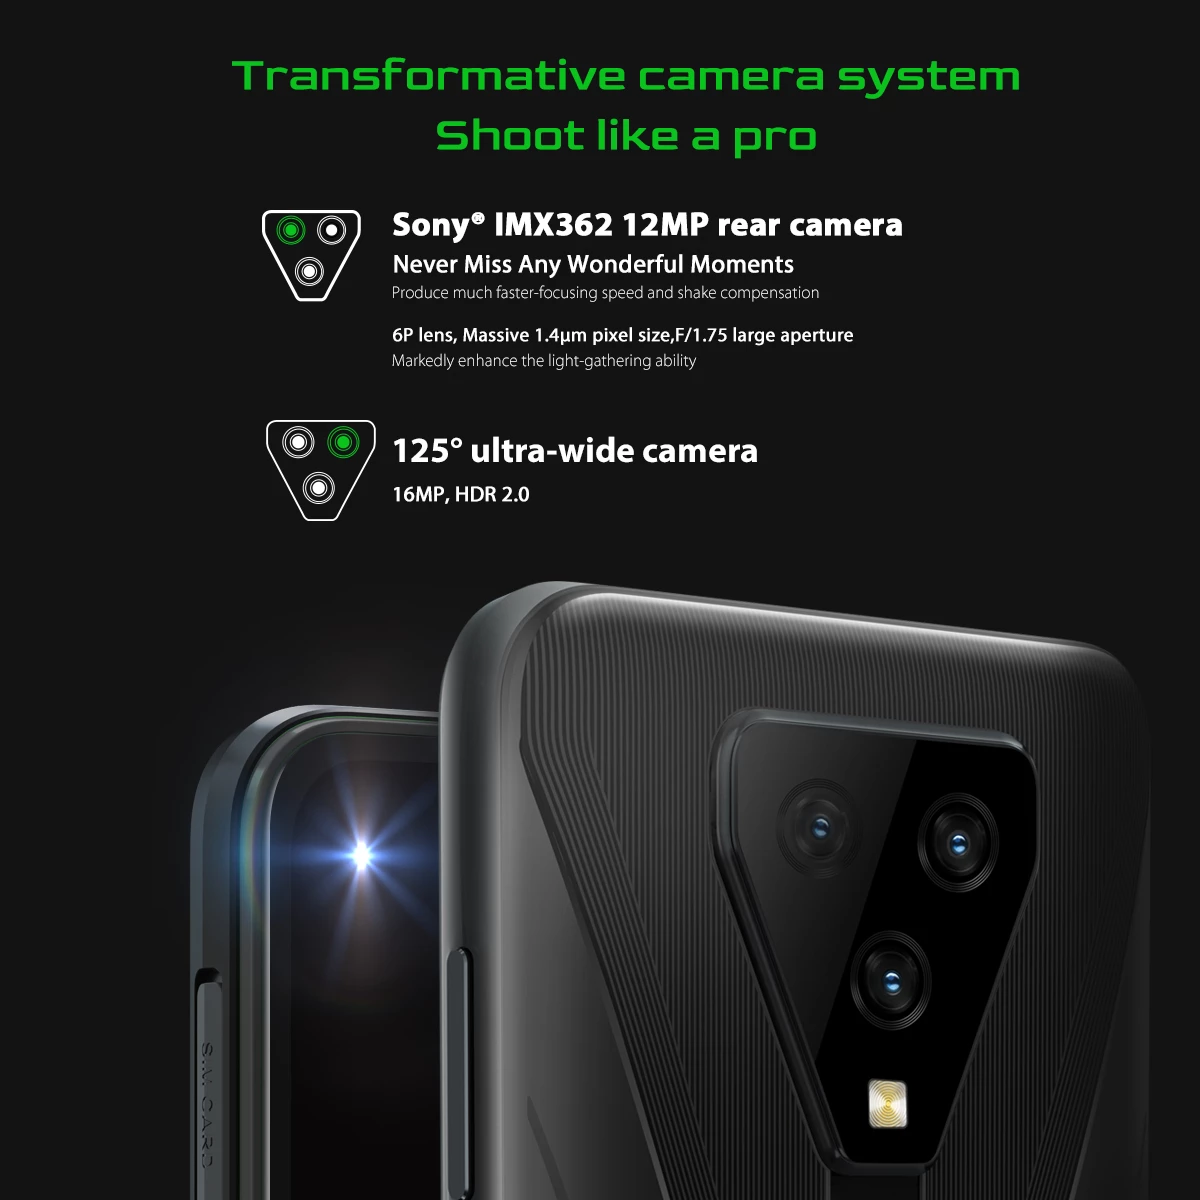 Transformative camera system
Shoot like a pro
Sony® IMX362 12MP rear camera
Never Miss Any Wonderful Moments
Produce much faster-focusing speed and shake compensation
6P lens, Massive 1.4μm pixel size,F/1.75 large aperture
Markedly enhance the light-gathering ability
125° ultra-wide camera
16MP, HDR 2.0